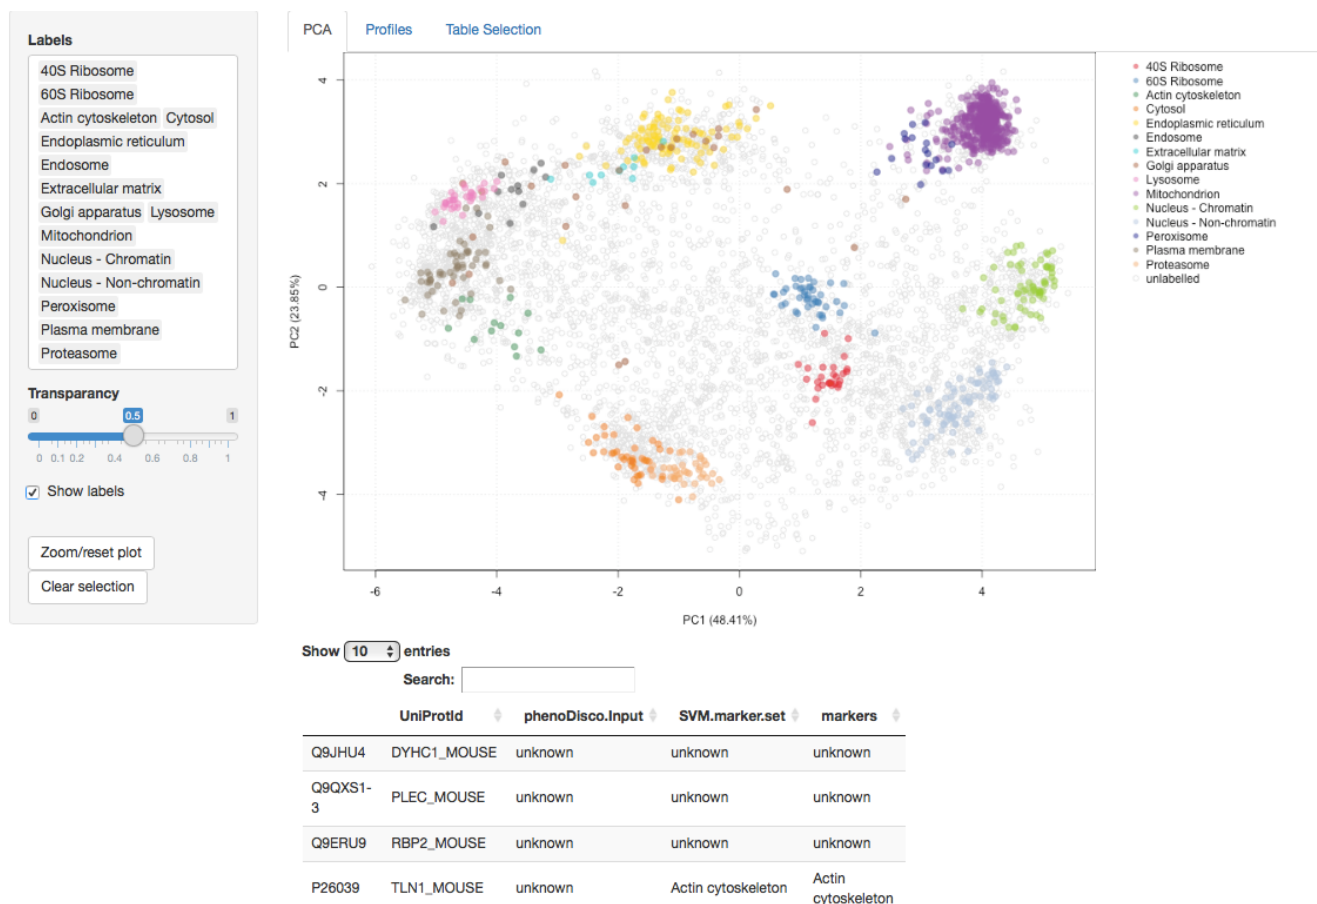 PCA Profiles Table Selection
Labels
40S Ribosome
60S Ribosome
Actin cytoskeleton Cytosol
Endoplasmic reticulum
Endosome
Extracellular matrix
Golgi apparatus Lysosome
Mitochondrion
Nucleus - Chromatin
Nucleus - Non-chromatin
Peroxisome
Plasma membrane
Proteasome
Transparancy
0 0.5 1
0 0.1 0.2 0.4 0.6 0.8 1
Show labels
Zoom/reset plot
Clear selection
PC2 (23.85%)
4
2
0
-2
-4
-6 -4 -2 0 2 4
PC1 (48.41%)
40S Ribosome
60S Ribosome
Actin cytoskeleton
Cytosol
Endoplasmic reticulum
Endosome
Extracellular matrix
Golgi apparatus
Lysosome
Mitochondrion
Nucleus - Chromatin
Nucleus - Non-chromatin
Peroxisome
Plasma membrane
Proteasome
unlabelled
Show 10 entries
Search:
UniProtId phenoDisco.Input SVM.marker.set markers
Q9JHU4 DYHC1_MOUSE unknown unknown unknown
Q9QXS1-
3 PLEC_MOUSE unknown unknown unknown
Q9ERU9 RBP2_MOUSE unknown unknown unknown
P26039 TLN1_MOUSE unknown Actin cytoskeleton Actin
cytoskeleton